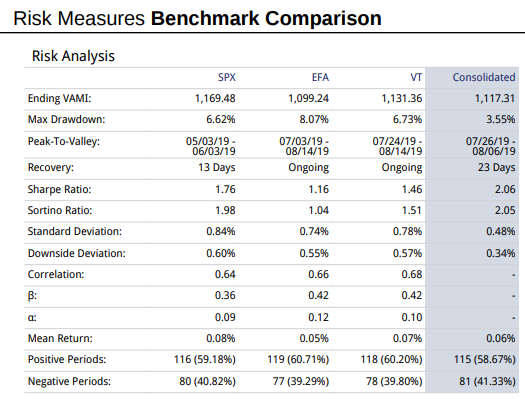 Risk Measures Benchmark Comparison
Risk Analysis
SPX EFA VT Consolidated
Ending VAMI: 1,169.48 1,099.24 1,131.36 1,117.31
Max Drawdown: 6.62% 8.07% 6.73% 3.55%
Peak-To-Valley: 05/03/19 - 07/03/19 - 07/24/19 - 07/26/19 -
06/03/19 08/14/19 08/14/19 08/06/19
Recovery: 13 Days Ongoing Ongoing 23 Days
Sharpe Ratio: 1.76 1.16 1.46 2.06
Sortino Ratio: 1.98 1.04 1.51 2.05
Standard Deviation: 0.84% 0.74% 0.78% 0.48%
Downside Deviation: 0.60% 0.55% 0.57% 0.34%
Correlation: 0.64 0.66 0.68 -
β: 0.36 0.42 0.42 -
α: 0.09 0.12 0.10 -
Mean Return: 0.08% 0.05% 0.07% 0.06%
Positive Periods: 116 (59.18%) 119 (60.71%) 118 (60.20%) 115 (58.67%)
Negative Periods: 80 (40.82%) 77 (39.29%) 78 (39.80%) 81 (41.33%)